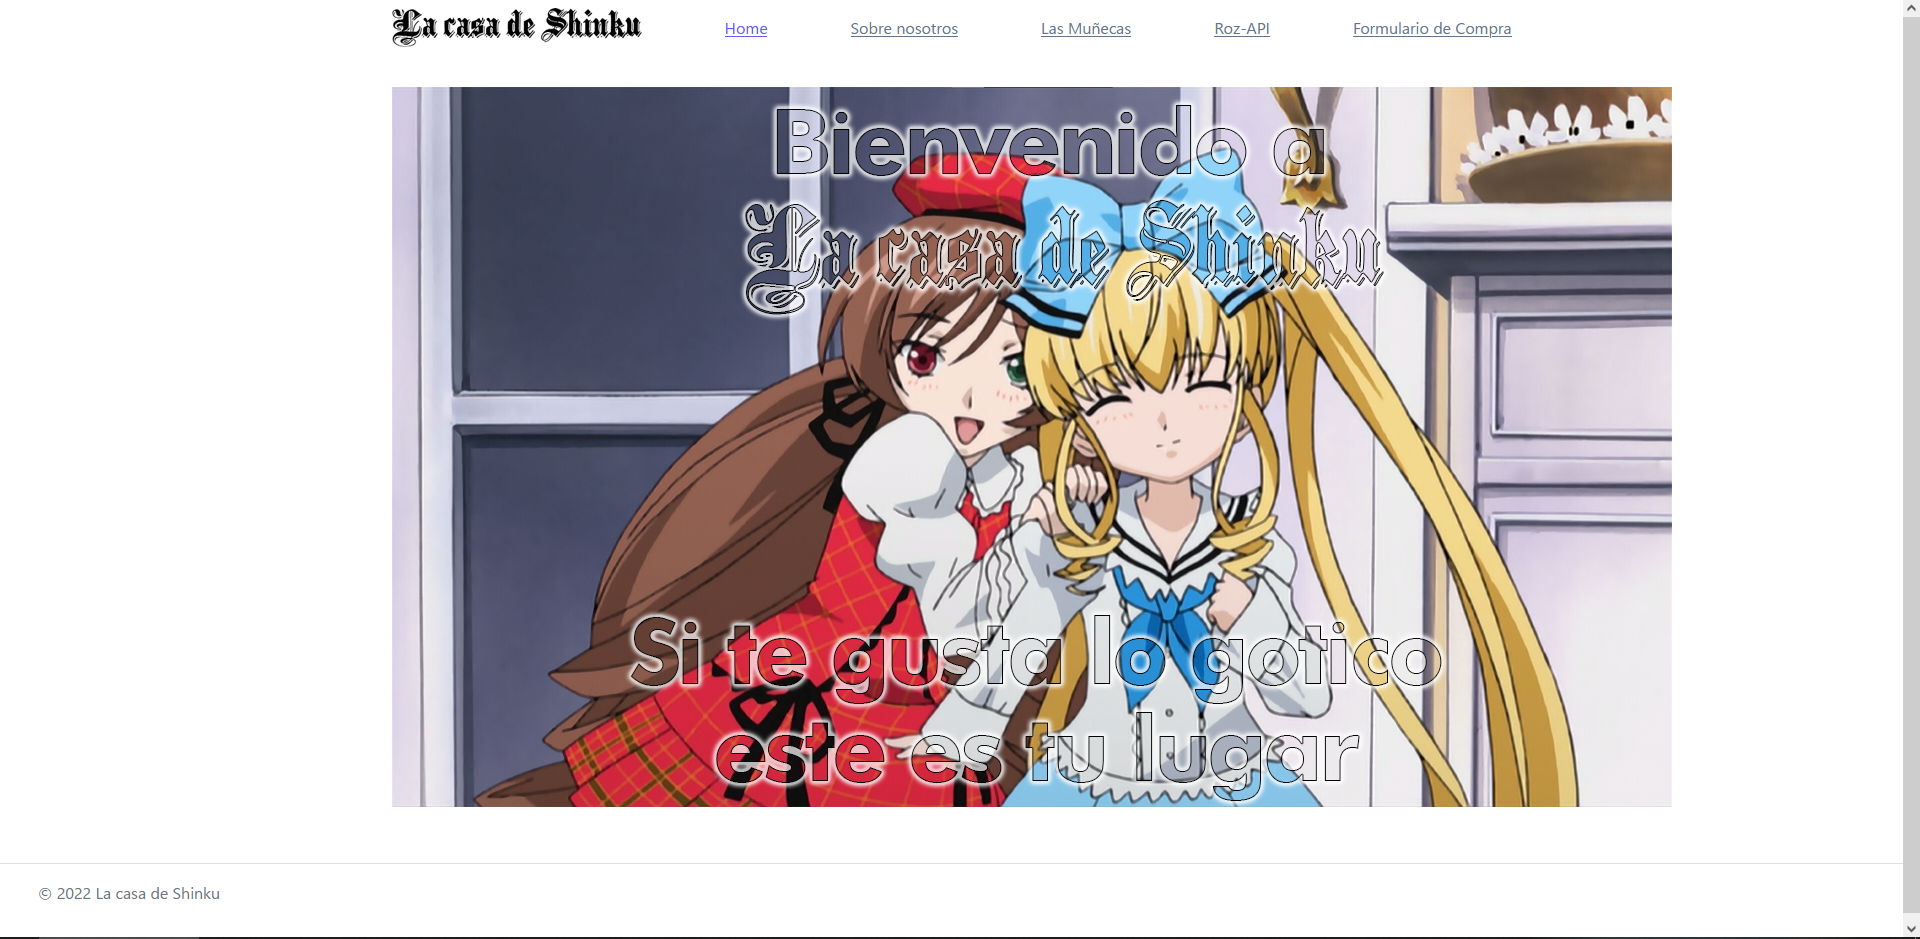 La casa de Shinku
Home
Sobre nosotros
Las Muñecas
Roz-API
Formulario de Compra
Bienvenido a
La casa de Shinku
Si te gusta lo gotico
este es tu lugar
© 2022 La casa de Shinku